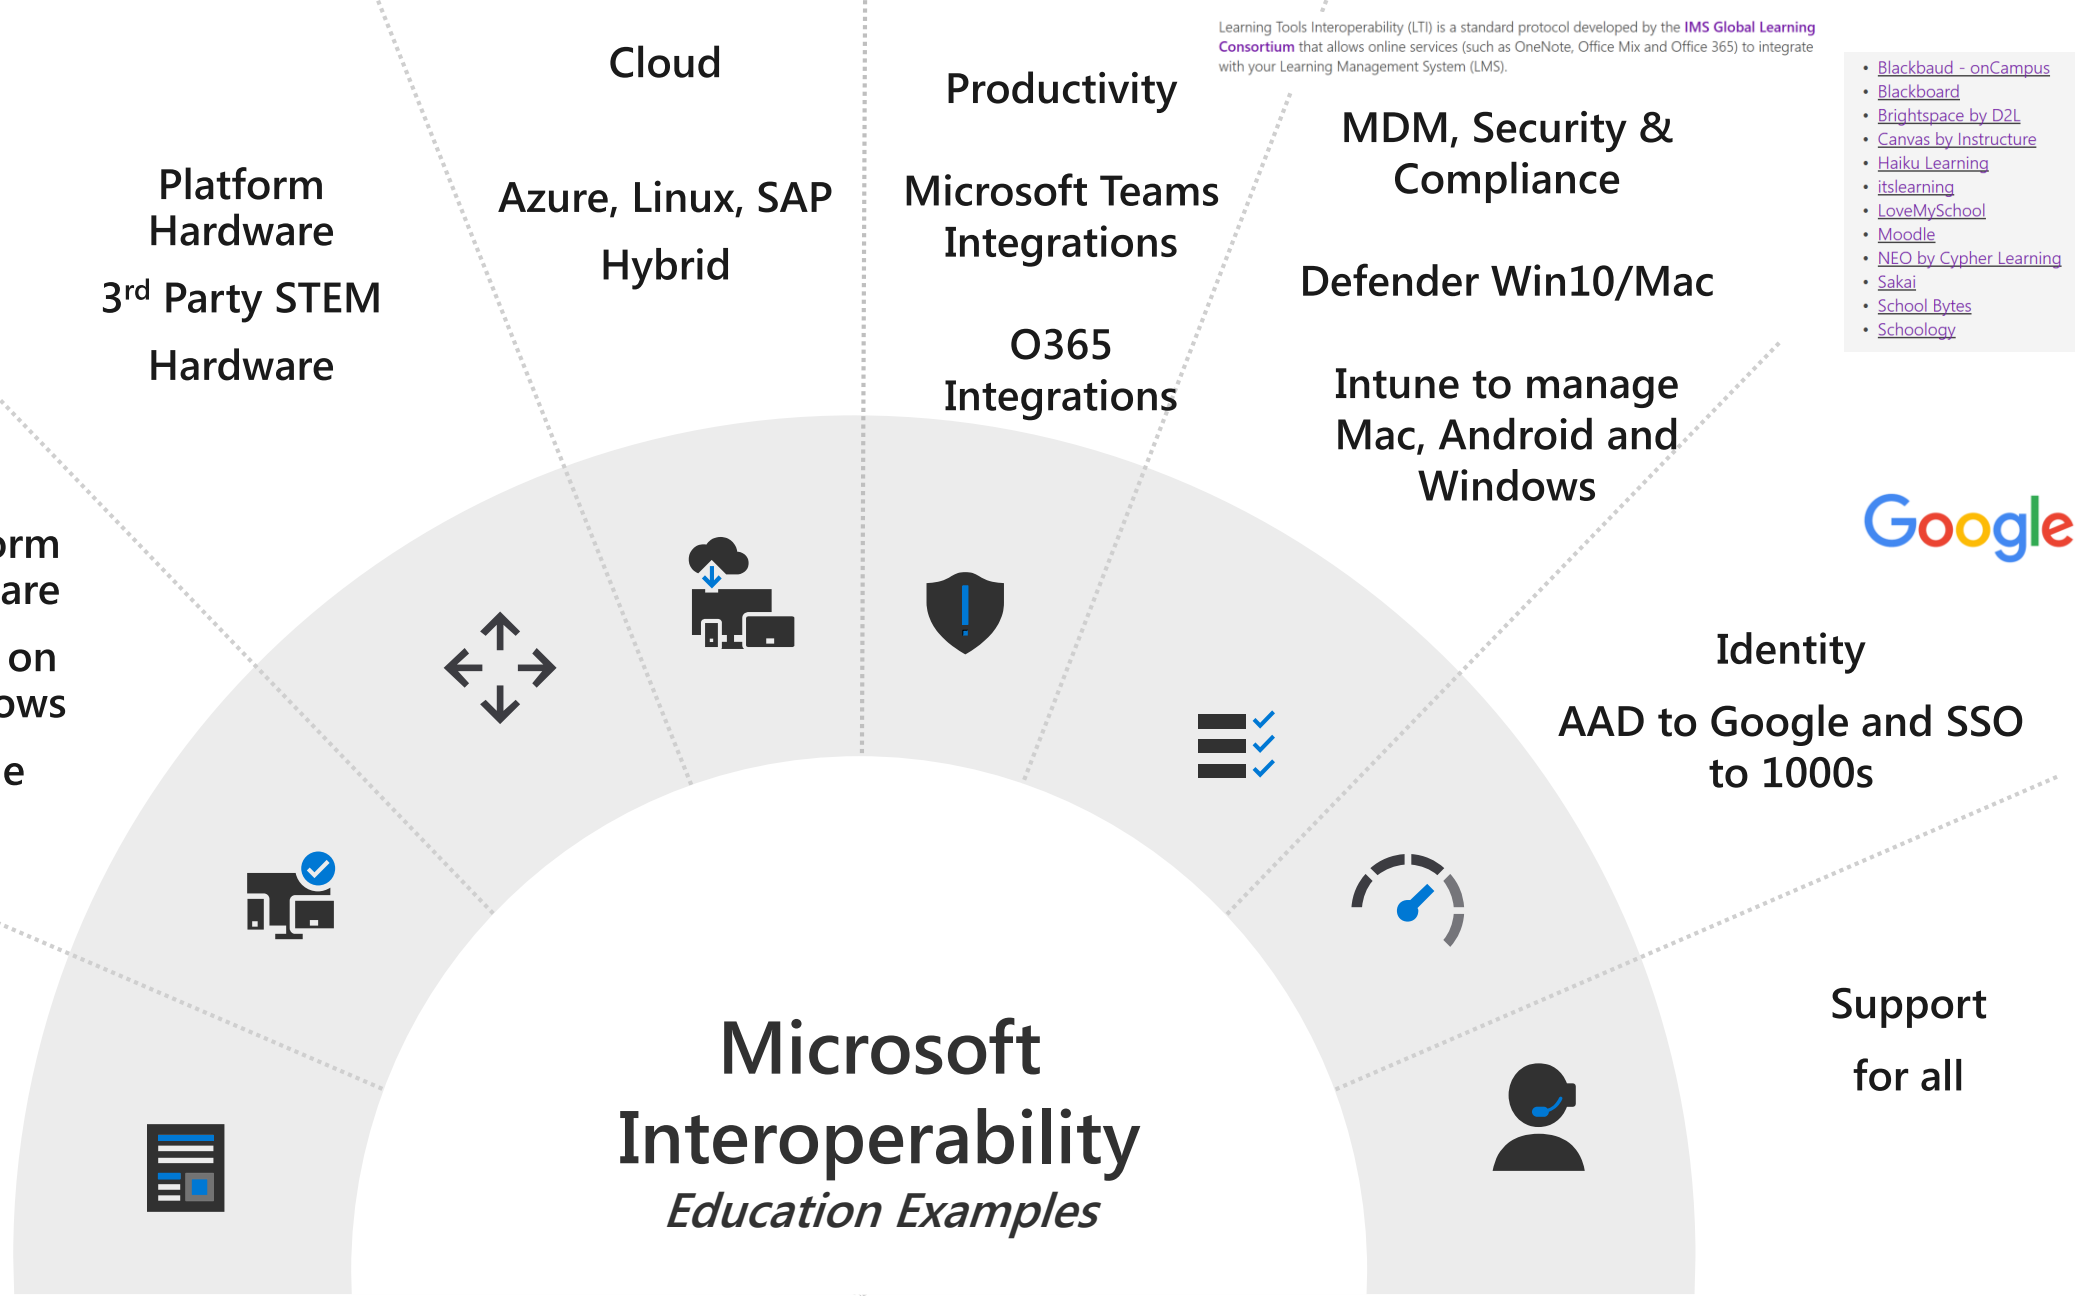 Learning Tools Interoperability (LTI) is a standard protocol developed by the IMS Global Learning
Consortium that allows online services (such as OneNote, Office Mix and Office 365) to integrate
with your Learning Management System (LMS).
• Blackbaud - onCampus
• Blackboard
• Brightspace by D2L
• Canvas by Instructure
• Haiku Learning
• itslearning
• LoveMySchool
• Moodle
• NEO by Cypher Learning
• Sakai
• School Bytes
• Schoology
orm
are
on
ows
e
Platform
Hardware
3rd Party STEM
Hardware
Cloud
Azure, Linux, SAP
Hybrid
Productivity
Microsoft Teams
Integrations
O365
Integrations
MDM, Security &
Compliance
Defender Win10/Mac
Intune to manage
Mac, Android and
Windows
Google
Identity
AAD to Google and SSO
to 1000s
Support
for all
Microsoft
Interoperability
Education Examples